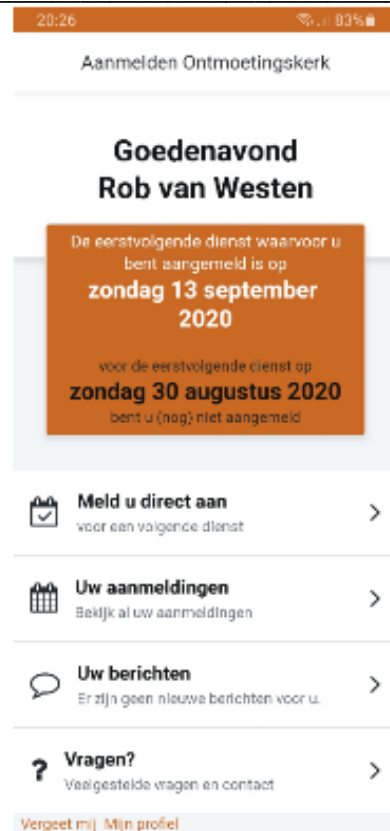 20:26 83%
Aanmelden Ontmoetingskerk
Goedenavond
Rob van Westen
De eerstvolgende dienst waarvoor u
bent aangemeld is op
zondag 13 september
2020
voor de eerstvolgende dienst op
zondag 30 augustus 2020
bent u (nog) niet aangemeld
Meld u direct aan
voor een volgende dienst
Uw aanmeldingen
Bekijk al uw aanmeldingen
Uw berichten
Er zijn geen nieuwe berichten voor u.
Vragen?
Veelgestelde vragen en contact
Vergeet mij Mijn profiel